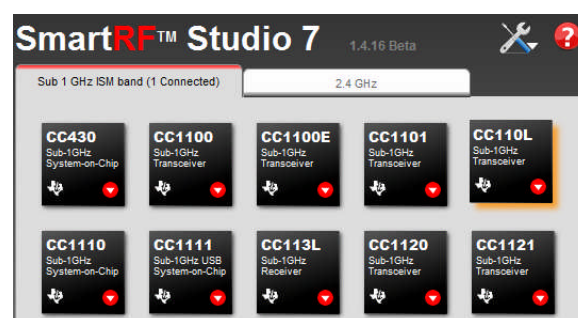 SmartRF™ Studio 7 1.4.16 Beta
Sub 1 GHz ISM band (1 Connected) 2.4 GHz
CC430 CC1100 CC1100E CC1101 CC110L
Sub-1GHz Sub-1GHz Sub-1GHz Sub-1GHz Sub-1GHz
System-on-Chip Transceiver Transceiver Transceiver Transceiver
CC1110 CC1111 CC113L CC1120 CC1121
Sub-1GHz Sub-1GHz USB Sub-1GHz Sub-1GHz Sub-1GHz
System-on-Chip System-on-Chip Receiver Transceiver Transceiver